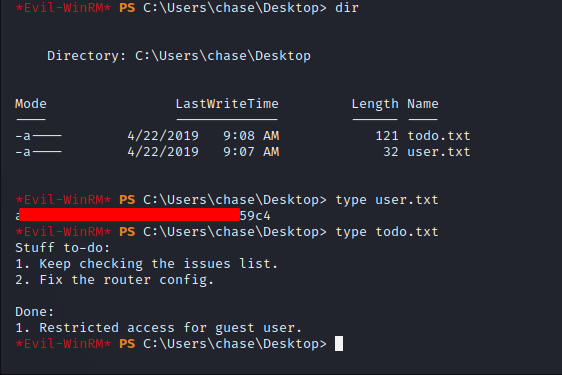 *Evil-WinRM* PS C:\Users\chase\Desktop> dir
Directory: C:\Users\chase\Desktop
Mode LastWriteTime Length Name
---- ------------- ------ ----
-a---- 4/22/2019 9:08 AM 121 todo.txt
-a---- 4/22/2019 9:07 AM 32 user.txt
*Evil-WinRM* PS C:\Users\chase\Desktop> type user.txt
a 59c4
*Evil-WinRM* PS C:\Users\chase\Desktop> type todo.txt
Stuff to-do:
1. Keep checking the issues list.
2. Fix the router config.
Done:
1. Restricted access for guest user.
*Evil-WinRM* PS C:\Users\chase\Desktop>